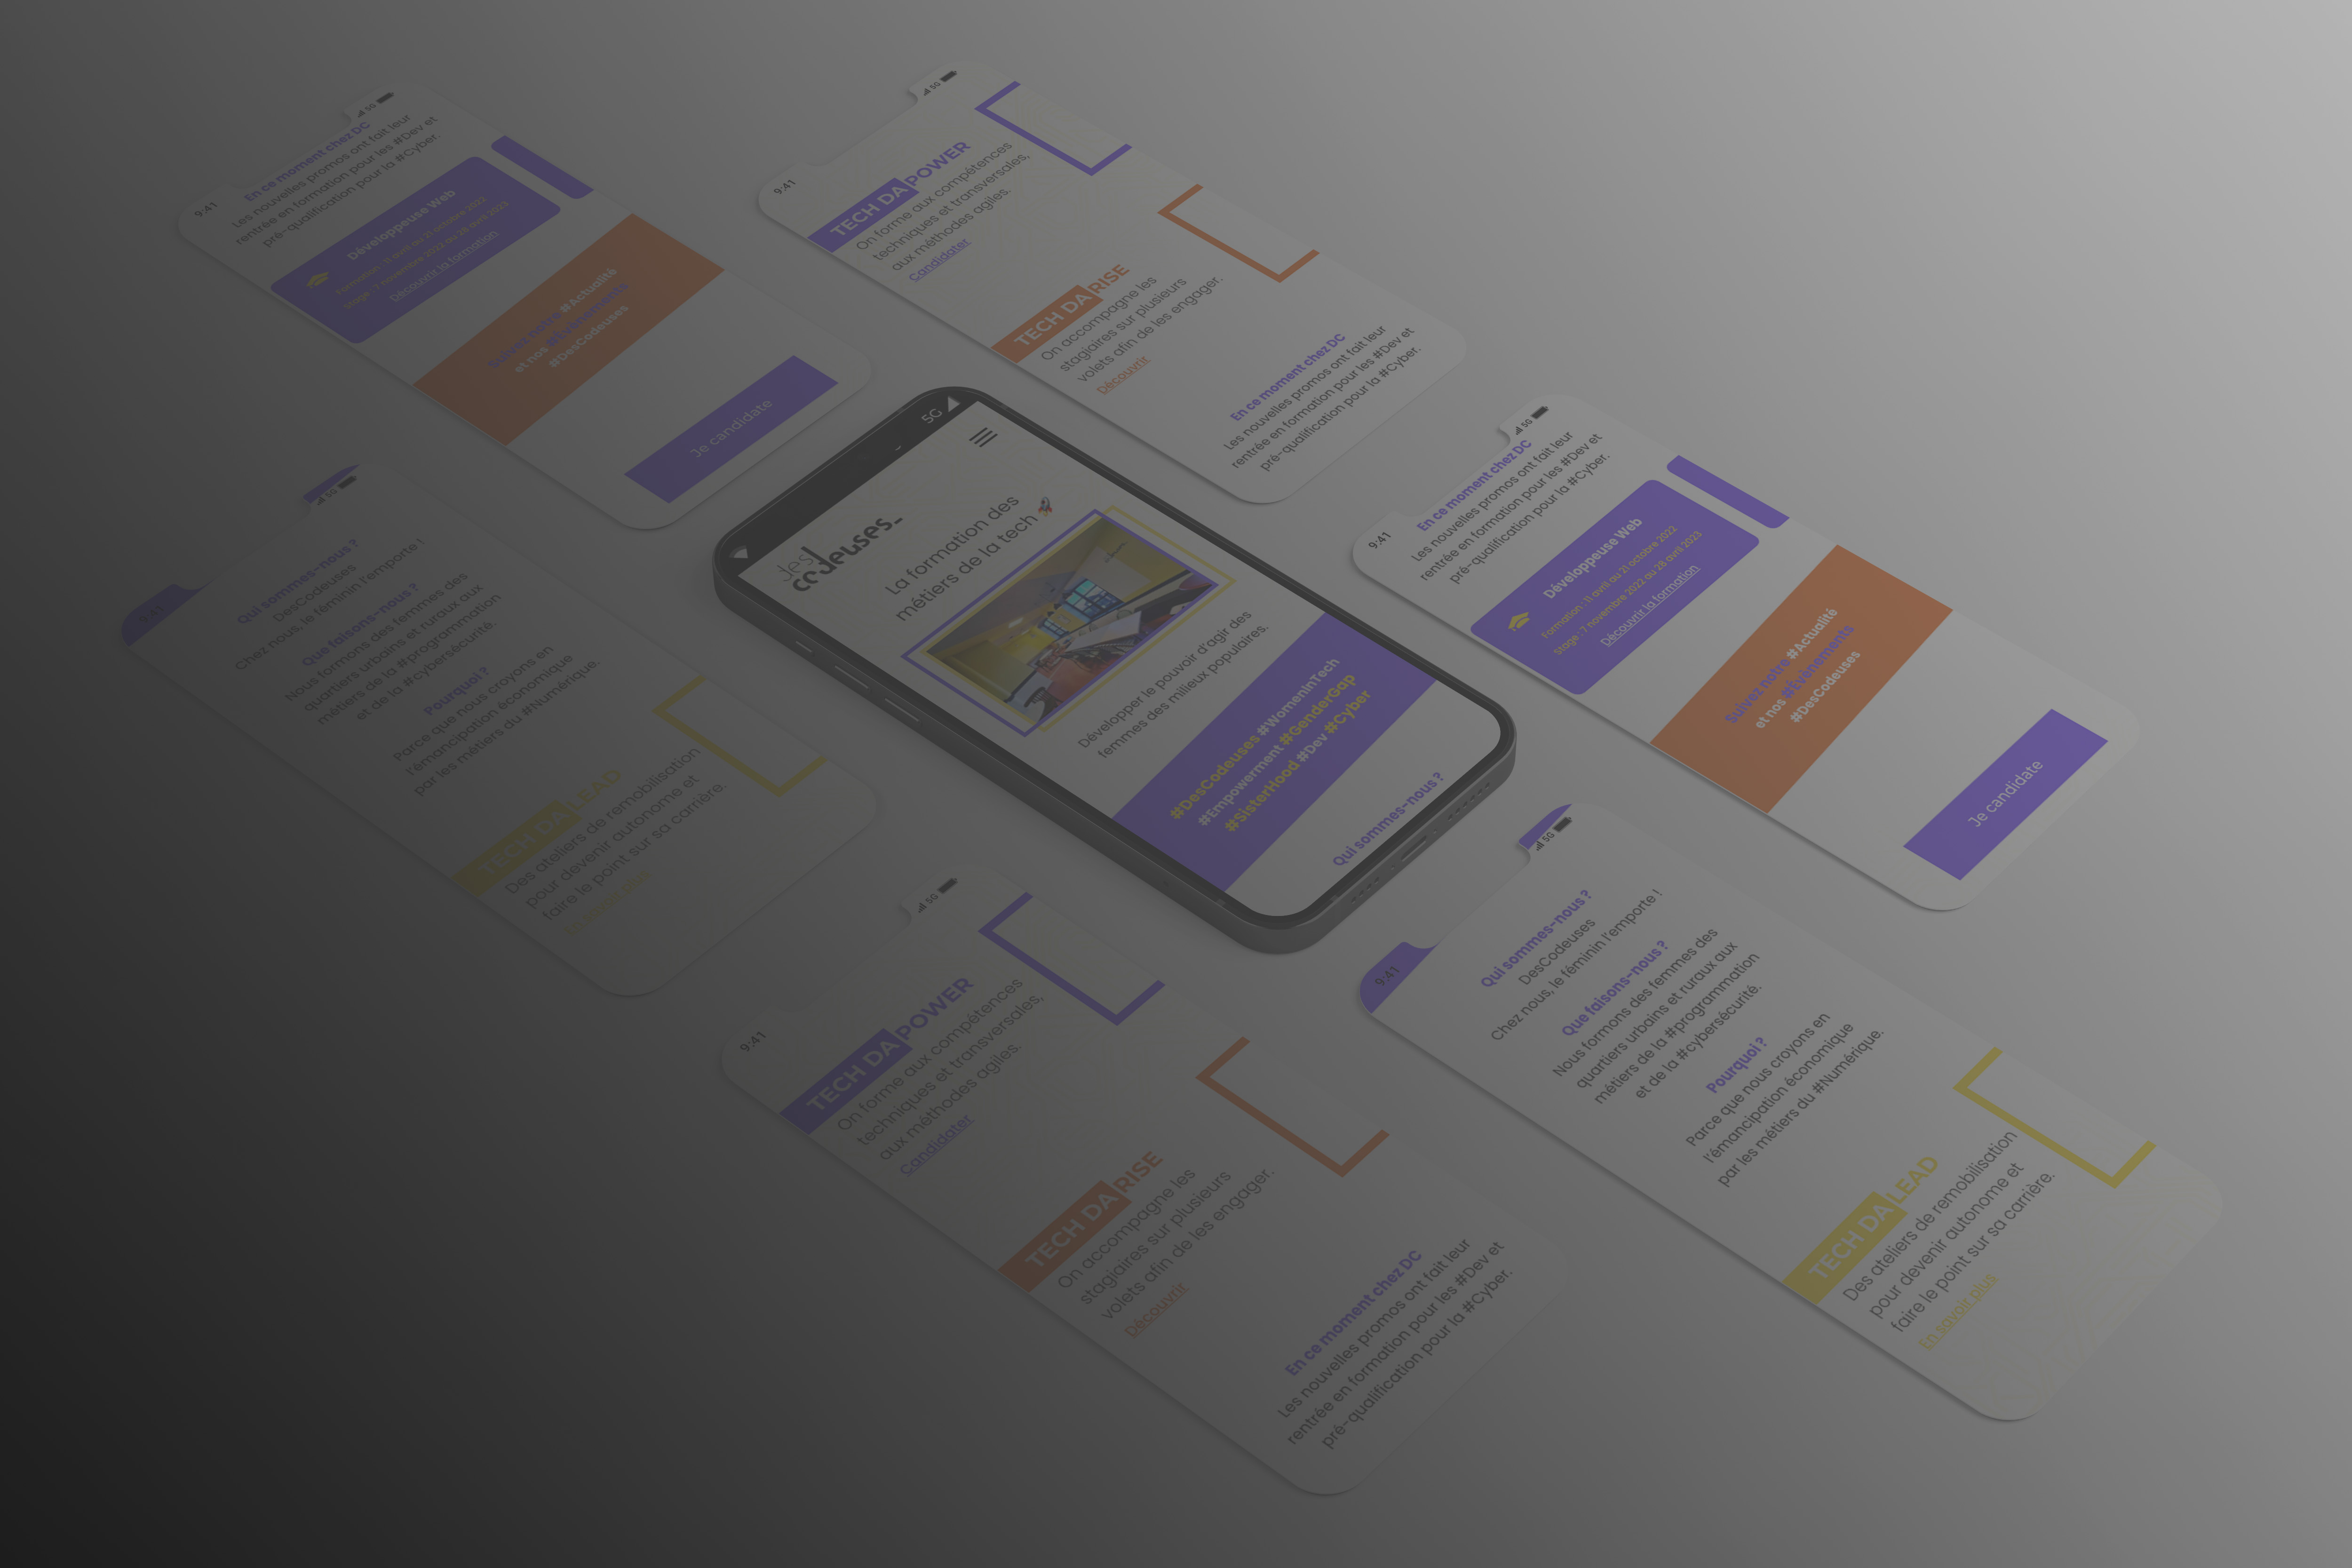 5G
En ce moment chez DC
Les nouvelles promos ont fait leur
rentrée en formation pour les #Dev et
pré-qualification pour la #Cyber.
9:41
Développeuse Web
Formation : 11 avril au 21 octobre 2022
Stage : 7 novembre 2022 au 28 avril 2023
Découvrir la formation
Suivez notre #Actualité
et nos #Évènements
#DesCodeuses
Je candidate
5G
9:41
TECH DA POWER
On forme aux compétences
techniques et transversales,
aux méthodes agiles.
Candidater
TECH DA RISE
On accompagne les
stagiaires sur plusieurs
volets afin de les engager.
Découvrir
En ce moment chez DC
Les nouvelles promos ont fait leur
rentrée en formation pour les #Dev et
pré-qualification pour la #Cyber.
5G
9:41
Qui sommes-nous ?
DesCodeuses
Chez nous, le féminin l'emporte !
Que faisons-nous ?
Nous formons des femmes des
quartiers urbains et ruraux aux
métiers de la #programmation
et de la #cybersécurité.
Pourquoi ?
Parce que nous croyons en
l'émancipation économique
par les métiers du #Numérique.
TECH DA LEAD
Des ateliers de remobilisation
pour devenir autonome et
faire le point sur sa carrière.
En savoir plus
5G
des
codeuses_
La formation des
métiers de la tech
Développer le pouvoir d'agir des
femmes des milieux populaires.
#DesCodeuses #WomenInTech
#Empowerment #GenderGap
#SisterHood #Dev #Cyber
Qui sommes-nous ?
5G
9:41
En ce moment chez DC
Les nouvelles promos ont fait leur
rentrée en formation pour les #Dev et
pré-qualification pour la #Cyber.
Développeuse Web
Formation : 11 avril au 21 octobre 2022
Stage : 7 novembre 2022 au 28 avril 2023
Découvrir la formation
Suivez notre #Actualité
et nos #Évènements
#DesCodeuses
Je candidate
5G
9:41
TECH DA POWER
On forme aux compétences
techniques et transversales,
aux méthodes agiles.
Candidater
TECH DA RISE
On accompagne les
stagiaires sur plusieurs
volets afin de les engager.
Découvrir
En ce moment chez DC
Les nouvelles promos ont fait leur
rentrée en formation pour les #Dev et
pré-qualification pour la #Cyber.
5G
9:41
Qui sommes-nous ?
DesCodeuses
Chez nous, le féminin l'emporte !
Que faisons-nous ?
Nous formons des femmes des
quartiers urbains et ruraux aux
métiers de la #programmation
et de la #cybersécurité.
Pourquoi ?
Parce que nous croyons en
l'émancipation économique
par les métiers du #Numérique.
TECH DA LEAD
Des ateliers de remobilisation
pour devenir autonome et
faire le point sur sa carrière.
En savoir plus